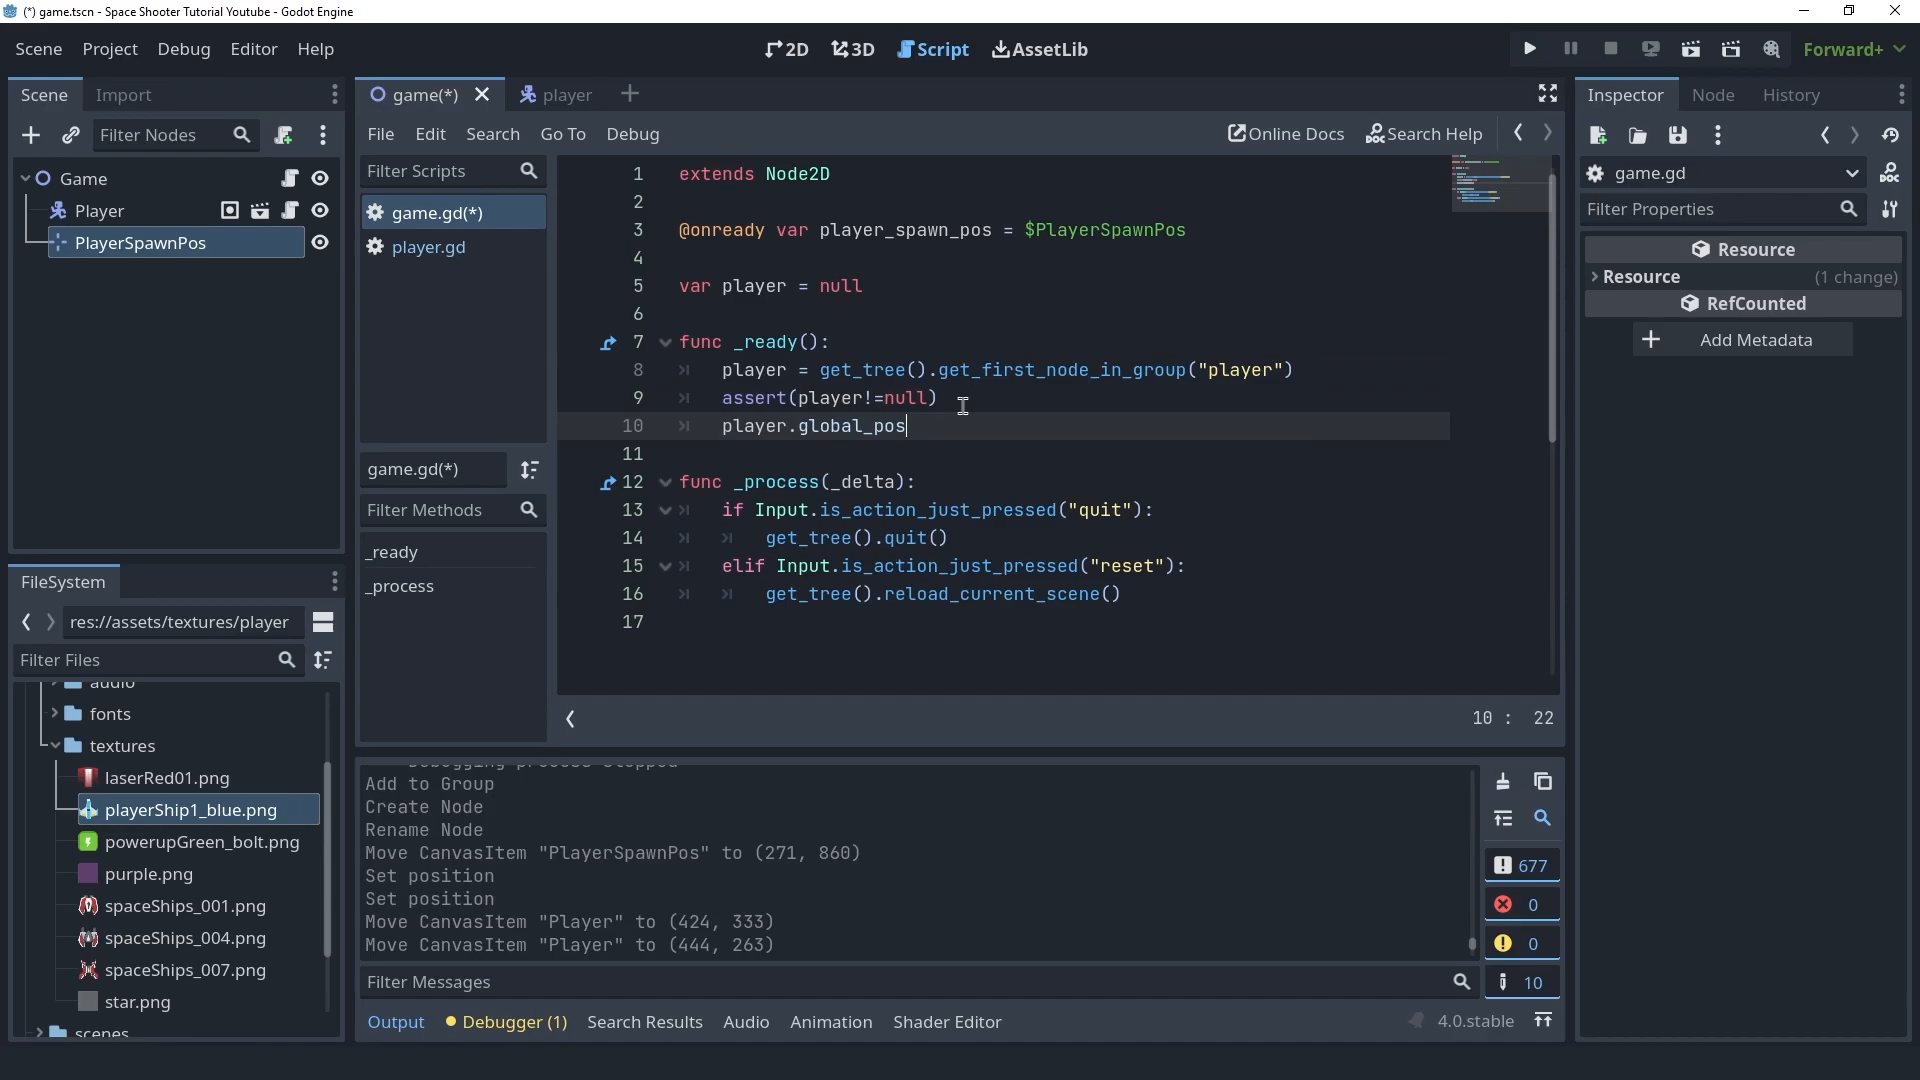 (*) game.tscn - Space Shooter Tutorial Youtube - Godot Engine
Scene Project Debug Editor Help
2D 3D Script AssetLib
Forward+
Scene Import
Filter Nodes
Game
Player
PlayerSpawnPos
FileSystem
res://assets/textures/player
Filter Files
audio
fonts
textures
laserRed01.png
playerShip1_blue.png
powerupGreen_bolt.png
purple.png
spaceShips_001.png
spaceShips_004.png
spaceShips_007.png
star.png
scenes
game(*) player
File Edit Search Go To Debug
Online Docs Search Help
Filter Scripts
game.gd(*)
player.gd
game.gd(*)
Filter Methods
_ready
_process
1 extends Node2D
2
3 @onready var player_spawn_pos = $PlayerSpawnPos
4
5 var player = null
6
7 func _ready():
8 player = get_tree().get_first_node_in_group("player")
9 assert(player!=null)
10 player.global_pos
11
12 func _process(_delta):
13 if Input.is_action_just_pressed("quit"):
14 get_tree().quit()
15 elif Input.is_action_just_pressed("reset"):
16 get_tree().reload_current_scene()
17
10 : 22
Debugging process stopped
Add to Group
Create Node
Rename Node
Move CanvasItem "PlayerSpawnPos" to (271, 860)
Set position
Set position
Move CanvasItem "Player" to (424, 333)
Move CanvasItem "Player" to (444, 263)
677
0
0
10
Filter Messages
Output Debugger (1) Search Results Audio Animation Shader Editor
4.0.stable
Inspector Node History
game.gd
Filter Properties
Resource
Resource (1 change)
RefCounted
Add Metadata